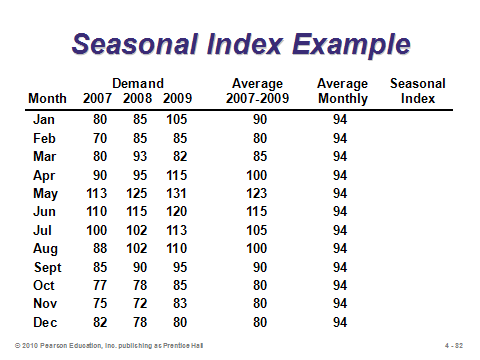 Seasonal Index Example
Demand Average Average Seasonal
Month 2007 2008 2009 2007-2009 Monthly Index
Jan 80 85 105 90 94
Feb 70 85 85 80 94
Mar 80 93 82 85 94
Apr 90 95 115 100 94
May 113 125 131 123 94
Jun 110 115 120 115 94
Jul 100 102 113 105 94
Aug 88 102 110 100 94
Sept 85 90 95 90 94
Oct 77 78 85 80 94
Nov 75 72 83 80 94
Dec 82 78 80 80 94
© 2010 Pearson Education, Inc. publishing as Prentice Hall 4 - 82